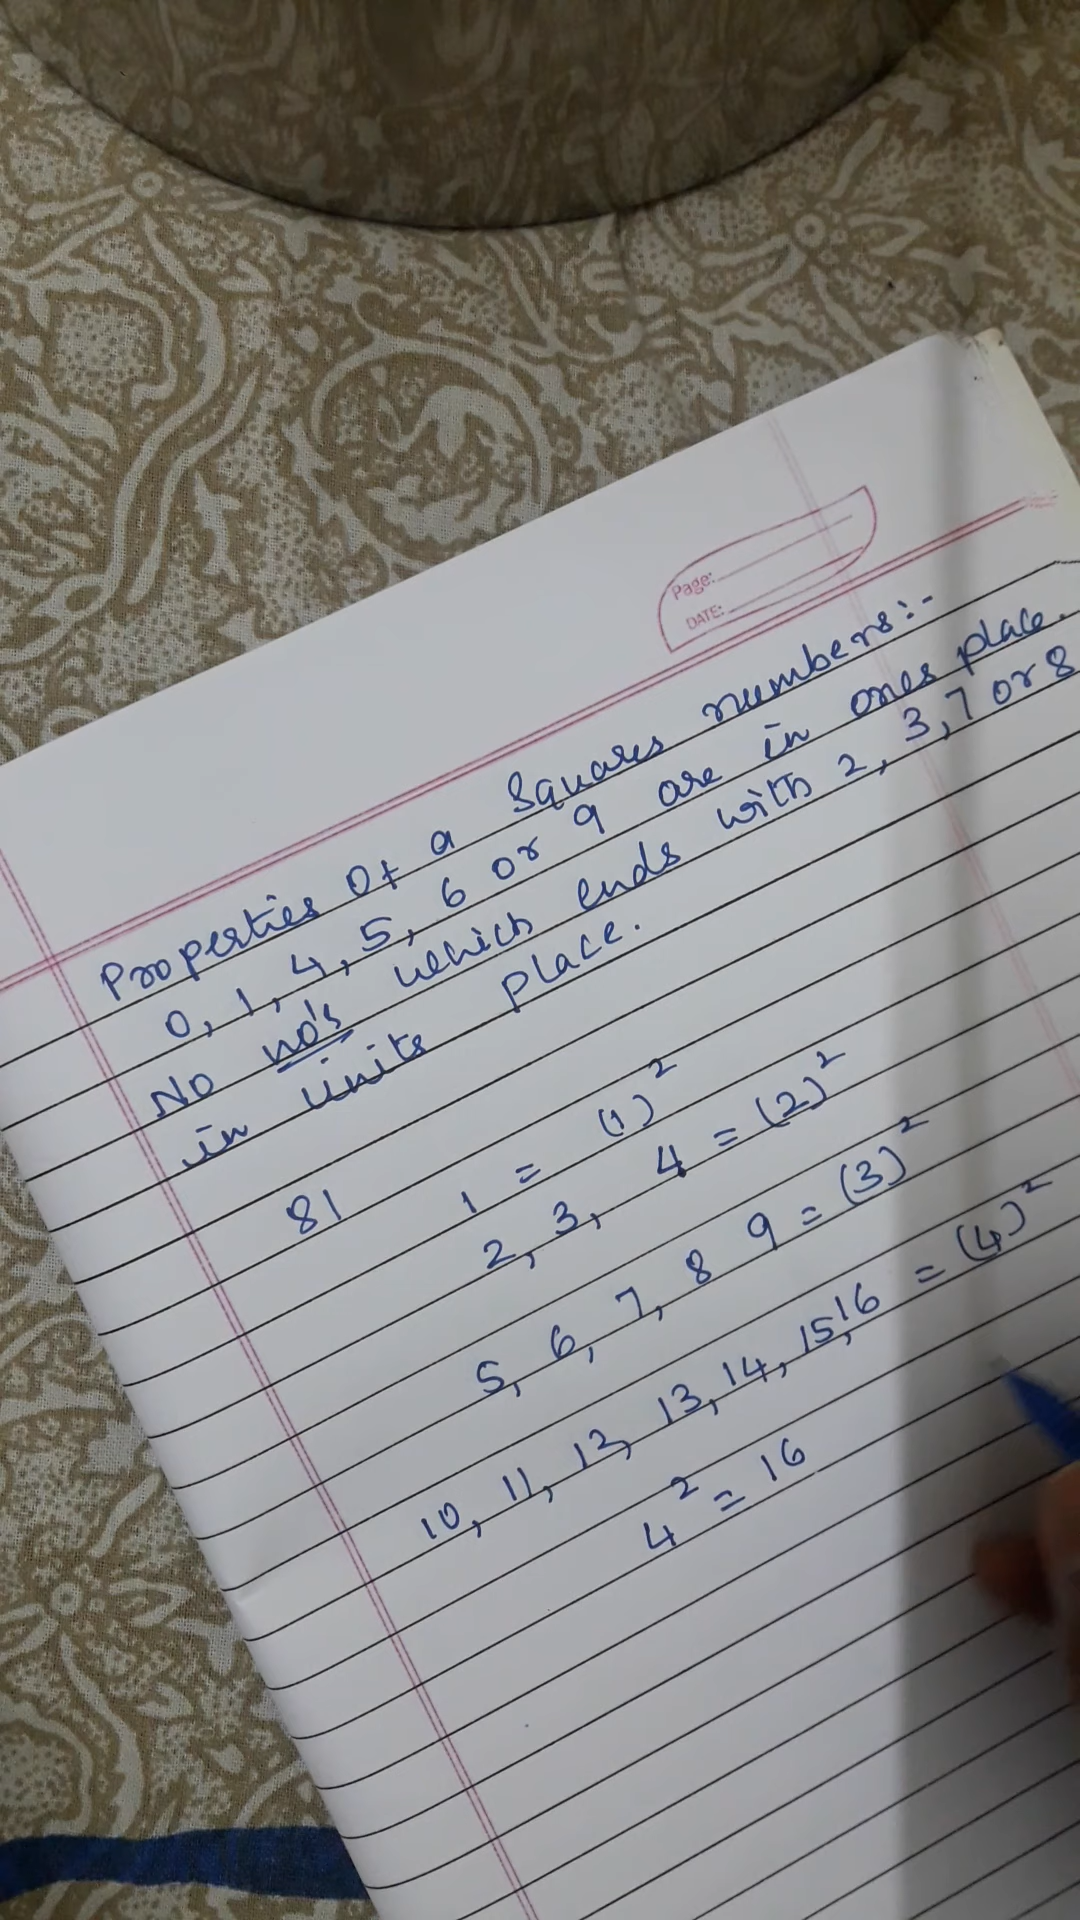 Page:
DATE:
Properties of a Squares numbers:-
0, 1, 4, 5, 6 or 9 are in ones place.
No no's which ends with 2, 3, 7 or 8
in units place.
81 1 = (1)²
2, 3, 4 = (2)²
5, 6, 7, 8 9 = (3)²
10, 11, 12, 13, 14, 15, 16 = (4)²
4² = 16